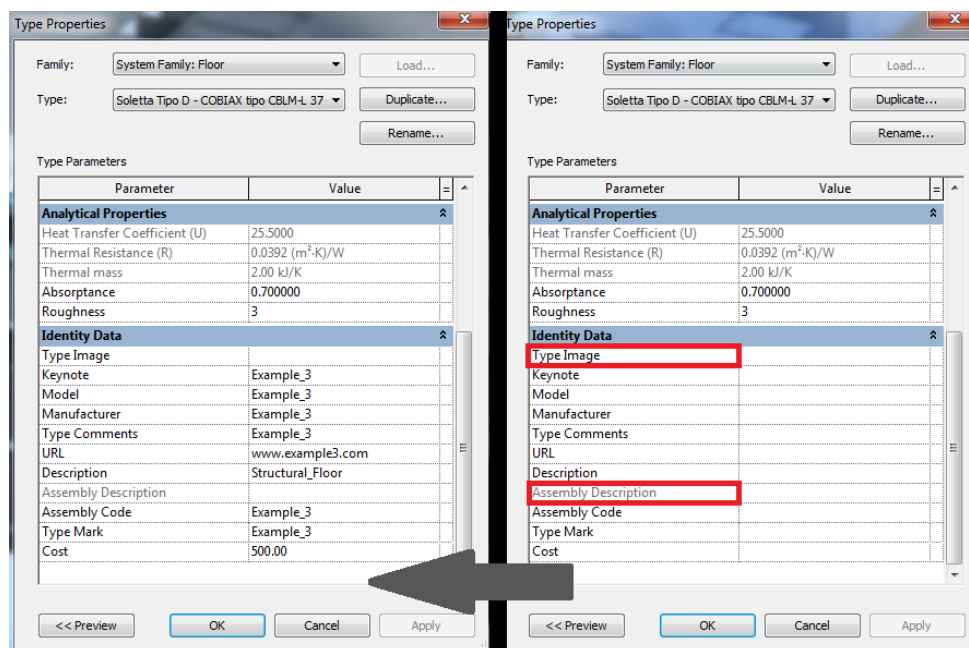 Type Properties
Family: System Family: Floor Load...
Type: Soletta Tipo D - COBIAX tipo CBLM-L 37 Duplicate...
Rename...
Type Parameters
Parameter Value =
Analytical Properties
Heat Transfer Coefficient (U) 25.5000
Thermal Resistance (R) 0.0392 (m²·K)/W
Thermal mass 2.00 kJ/K
Absorptance 0.700000
Roughness 3
Identity Data
Type Image
Keynote Example_3
Model Example_3
Manufacturer Example_3
Type Comments Example_3
URL www.example3.com
Description Structural_Floor
Assembly Description
Assembly Code Example_3
Type Mark Example_3
Cost 500.00
<< Preview OK Cancel Apply
Type Properties
Family: System Family: Floor Load...
Type: Soletta Tipo D - COBIAX tipo CBLM-L 37 Duplicate...
Rename...
Type Parameters
Parameter Value =
Analytical Properties
Heat Transfer Coefficient (U) 25.5000
Thermal Resistance (R) 0.0392 (m²·K)/W
Thermal mass 2.00 kJ/K
Absorptance 0.700000
Roughness 3
Identity Data
Type Image
Keynote
Model
Manufacturer
Type Comments
URL
Description
Assembly Description
Assembly Code
Type Mark
Cost
<< Preview OK Cancel Apply